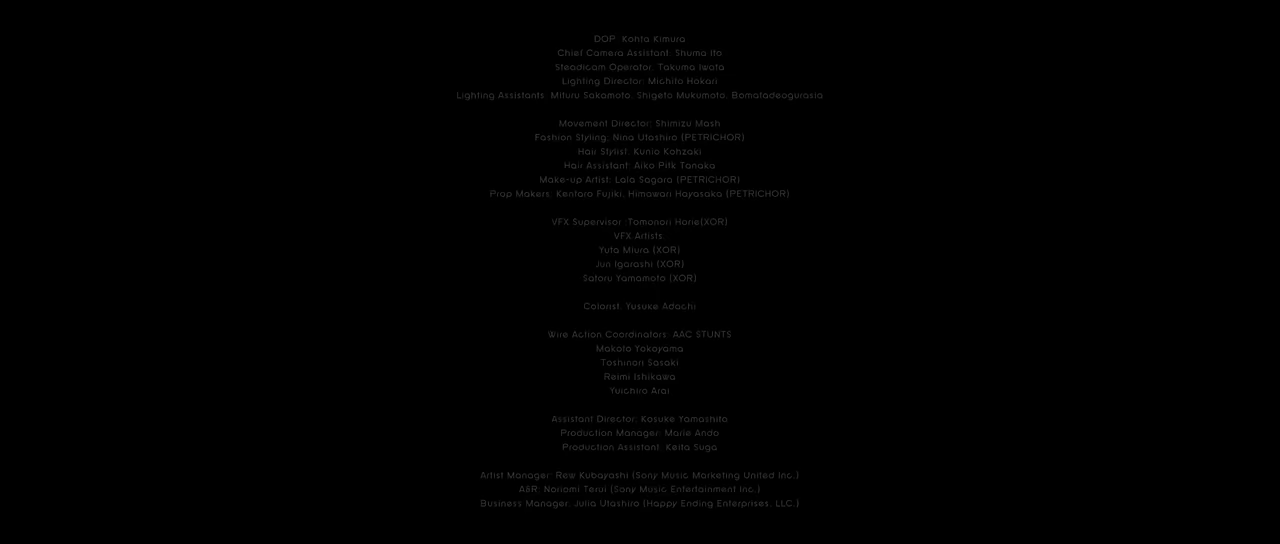 DOP: Kohta Kimura
Chief Camera Assistant: Shuma Ito
Steadicam Operator: Takuma Iwata
Lighting Director: Michito Hakari
Lighting Assistants: Mituru Sakamoto, Shigeto Mukumoto, Bomatadeagurasia
Movement Director: Shimizu Mash
Fashion Styling: Nina Utashiro (PETRICHOR)
Hair Stylist: Kunio Kohzaki
Hair Assistant: Aiko Pilk Tanaka
Make-up Artist: Lala Sagara (PETRICHOR)
Prop Makers: Kentaro Fujiki, Himawari Hayasaka (PETRICHOR)
VFX Supervisor :Tomonori Horie(XOR)
VFX Artists
Yuta Miura (XOR)
Jun Igarashi (XOR)
Satoru Yamamoto (XOR)
Colorist: Yusuke Adachi
Wire Action Coordinators: AAC STUNTS
Makoto Yokoyama
Toshinori Sasaki
Reimi Ishikawa
Yuichiro Arai
Assistant Director: Kosuke Yamashita
Production Manager: Marie Ando
Production Assistant: Keita Suga
Artist Manager: Rew Kubayashi (Sony Music Marketing United Inc.)
A&R: Nanami Terui (Sony Music Entertainment Inc.)
Business Manager: Julia Utashiro (Happy Ending Enterprises, LLC.)